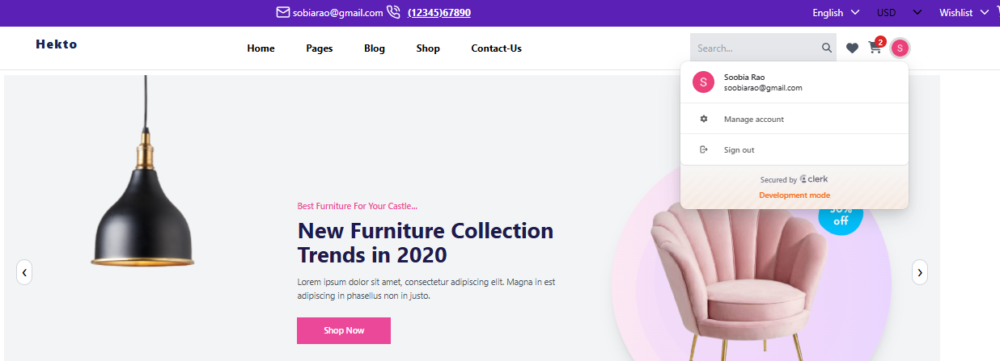 sobiarao@gmail.com (12345)67890 English USD Wishlist
Hekto Home Pages Blog Shop Contact-Us Search... 2 S
S Soobia Rao
soobiarao@gmail.com
Manage account
Sign out
Secured by clerk
Development mode
Best Furniture For Your Castle...
New Furniture Collection
Trends in 2020
Lorem ipsum dolor sit amet, consectetur adipiscing elit. Magna in est
adipiscing in phasellus non in justo.
Shop Now
off